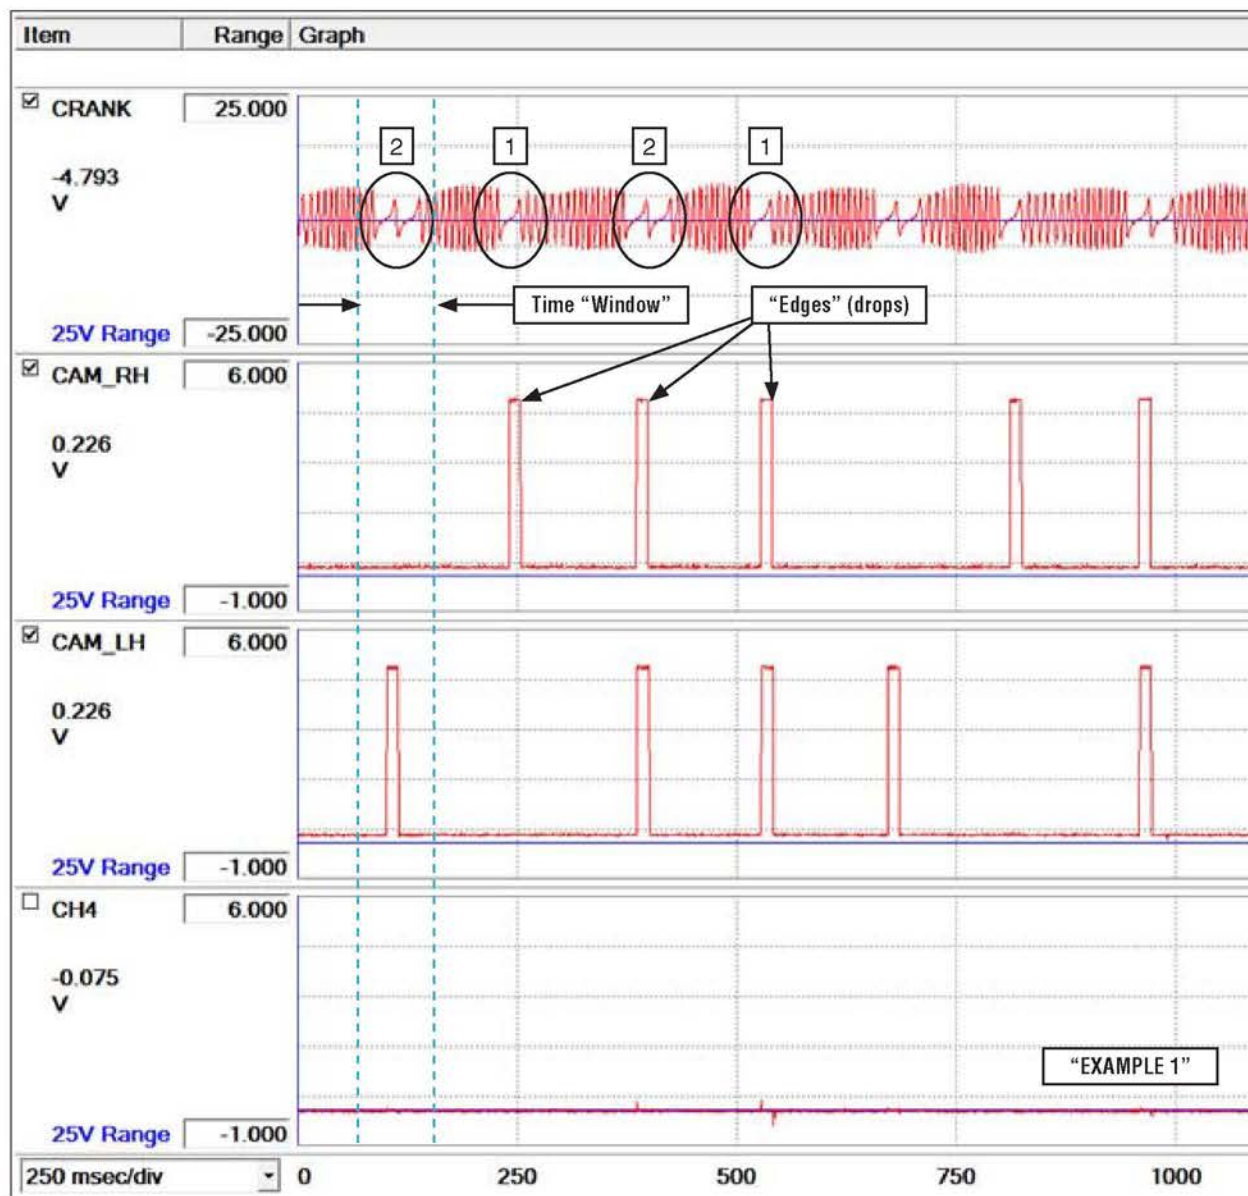 Item Range Graph
CRANK 25.000
2 1 2 1
-4.793
V
Time “Window” “Edges” (drops)
25V Range -25.000
CAM_RH 6.000
0.226
V
25V Range -1.000
CAM_LH 6.000
0.226
V
25V Range -1.000
CH4 6.000
-0.075
V
“EXAMPLE 1”
25V Range -1.000
250 msec/div 0 250 500 750 1000